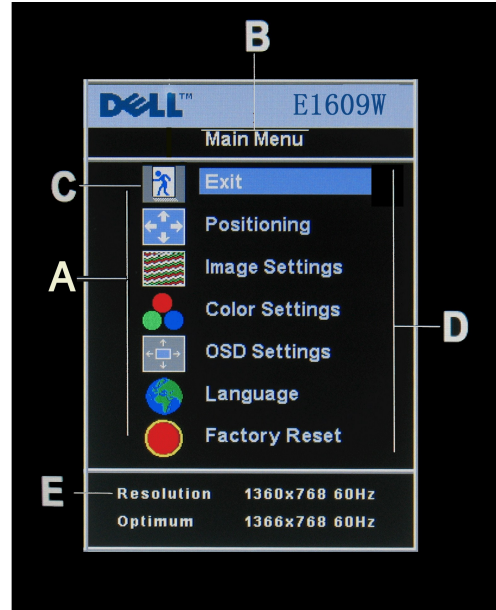 B
DELL™ E1609W
Main Menu
C Exit
Positioning
A Image Settings
Color Settings
D
OSD Settings
Language
Factory Reset
E Resolution 1360x768 60Hz
Optimum 1366x768 60Hz